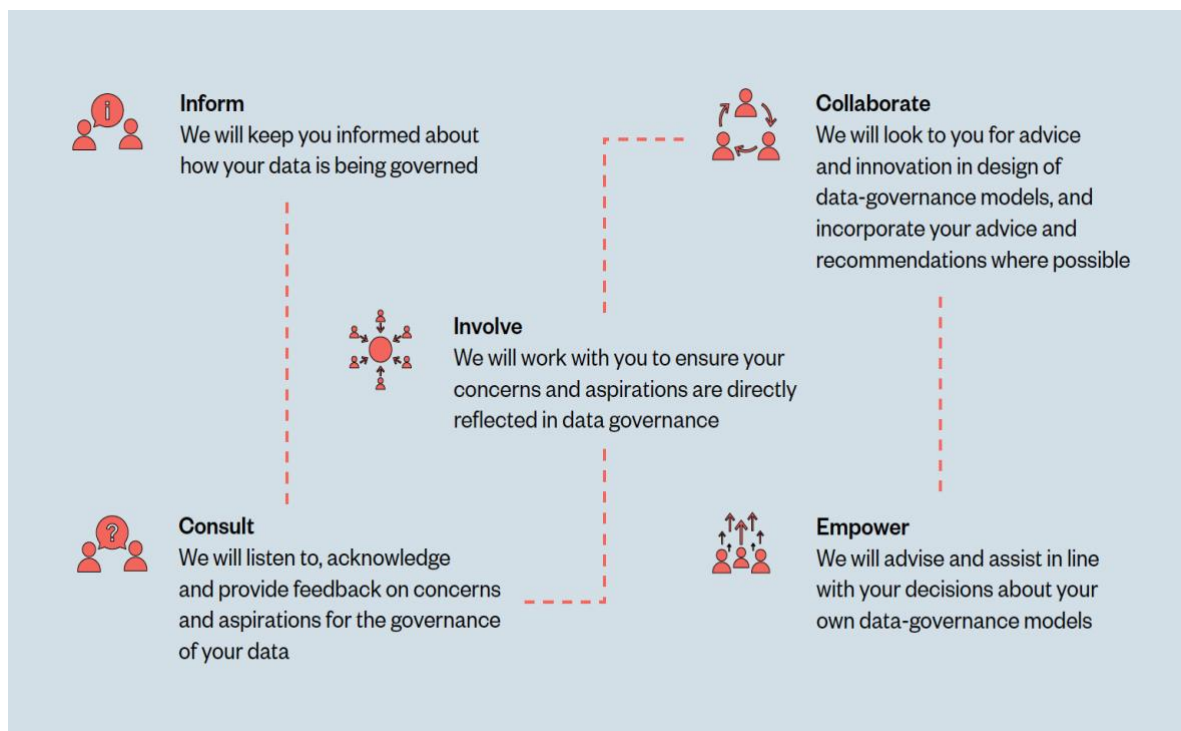 Inform
We will keep you informed about
how your data is being governed
Consult
We will listen to, acknowledge
and provide feedback on concerns
and aspirations for the governance
of your data
Involve
We will work with you to ensure your
concerns and aspirations are directly
reflected in data governance
Collaborate
We will look to you for advice
and innovation in design of
data-governance models, and
incorporate your advice and
recommendations where possible
Empower
We will advise and assist in line
with your decisions about your
own data-governance models